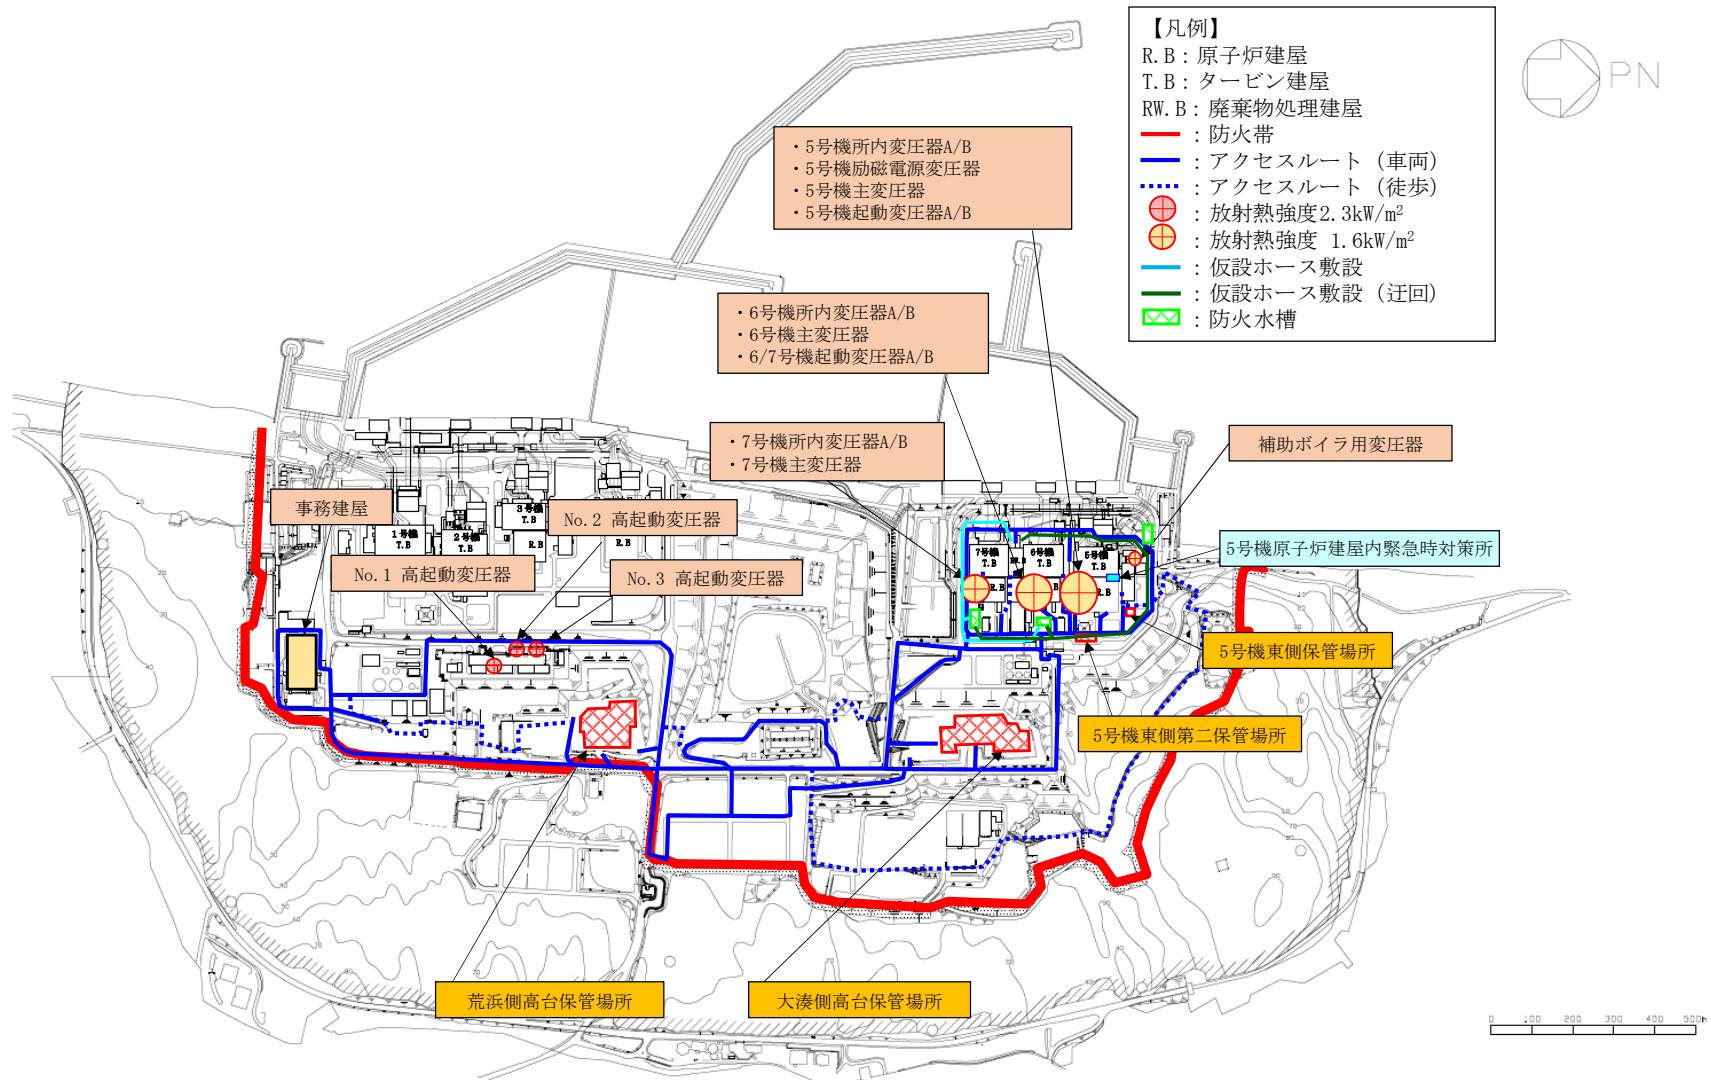 【凡例】
R.B：原子炉建屋
T.B：タービン建屋
RW.B：廃棄物処理建屋
：防火帯
：アクセスルート（車両）
：アクセスルート（徒歩）
：放射熱強度2.3kW/m²
：放射熱強度 1.6kW/m²
：仮設ホース敷設
：仮設ホース敷設（迂回）
：防火水槽
PN
・5号機所内変圧器A/B
・5号機励磁電源変圧器
・5号機主変圧器
・5号機起動変圧器A/B
・6号機所内変圧器A/B
・6号機主変圧器
・6/7号機起動変圧器A/B
・7号機所内変圧器A/B
・7号機主変圧器
補助ボイラ用変圧器
事務建屋
No.2 高起動変圧器
No.1 高起動変圧器
No.3 高起動変圧器
1号機
T.B
2号機
T.B
3号機
T.B
R.B
R.B
7号機
T.B
6号機
T.B
5号機
T.B
R.B
R.B
5号機原子炉建屋内緊急時対策所
5号機東側保管場所
5号機東側第二保管場所
荒浜側高台保管場所
大湊側高台保管場所
0 100 200 300 400 500m